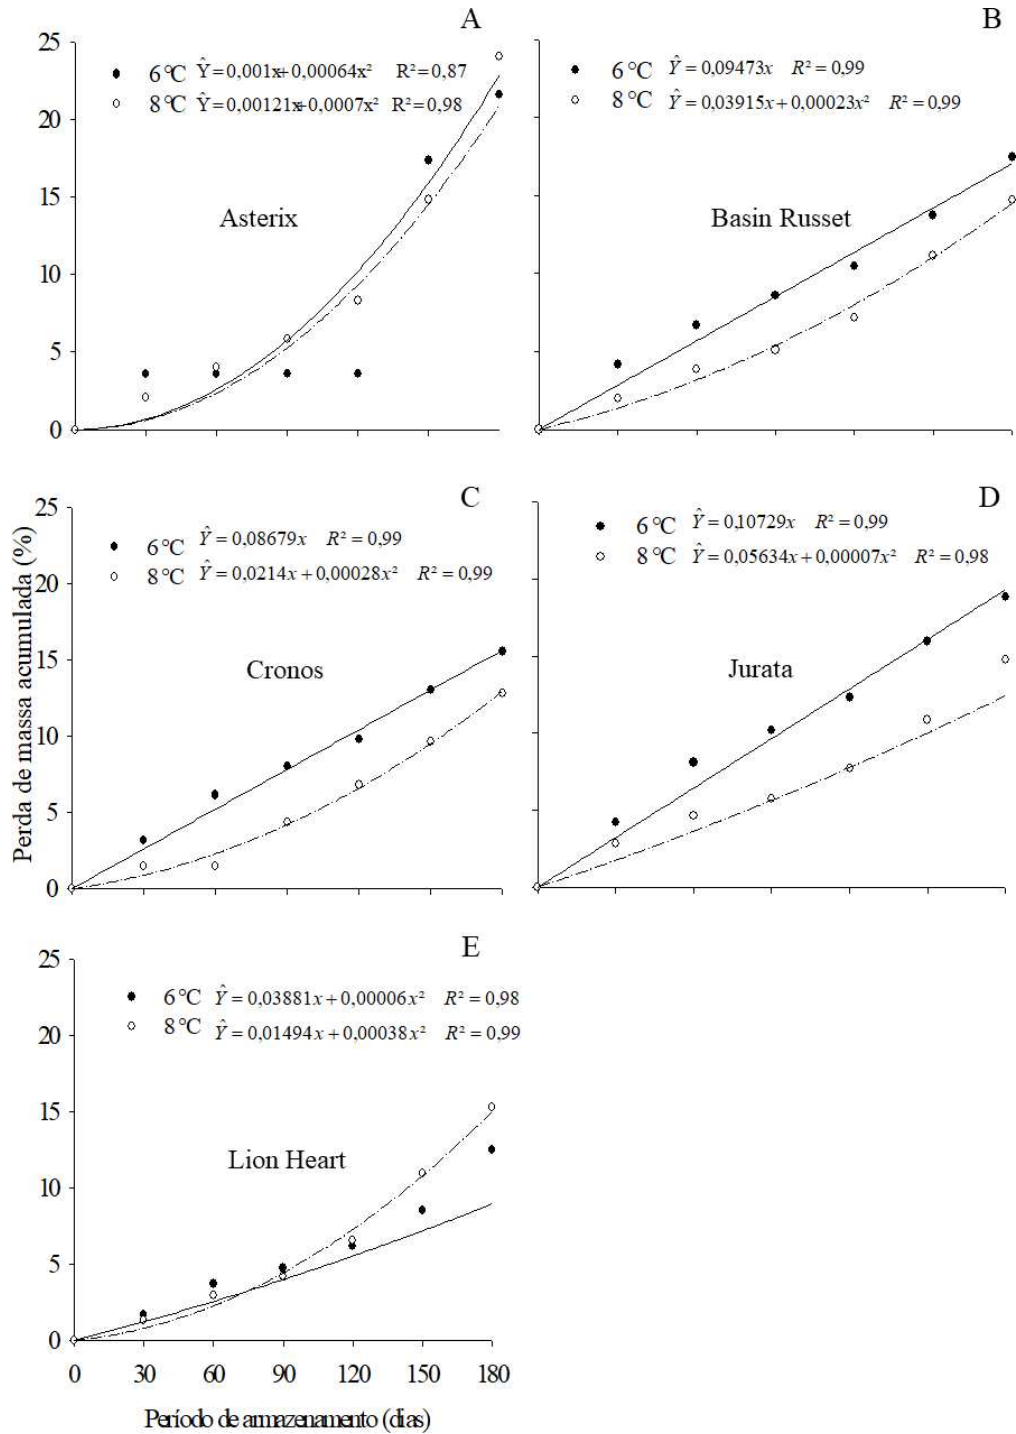 A
25
6°C Ŷ=0,001x+0,00064x² R²=0,87
8°C Ŷ=0,00121x+0,0007x² R²=0,98
20
15
Asterix
10
5
0
B
6°C Ŷ = 0,09473x R² = 0,99
8°C Ŷ = 0,03915x + 0,00023x² R² = 0,99
Basin Russet
Perda de massa acumulada (%)
C
25
6°C Ŷ = 0,08679x R² = 0,99
8°C Ŷ = 0,0214x + 0,00028x² R² = 0,99
20
15
Cronos
10
5
0
D
6°C Ŷ = 0,10729x R² = 0,99
8°C Ŷ = 0,05634x + 0,00007x² R² = 0,98
Jurata
E
25
6°C Ŷ = 0,03881x + 0,00006x² R² = 0,98
8°C Ŷ = 0,01494x + 0,00038x² R² = 0,99
20
15
Lion Heart
10
5
0
0 30 60 90 120 150 180
Período de armazenamento (dias)